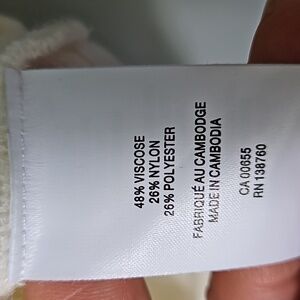 48% VISCOSE
26% NYLON
26% POLYESTER
FABRIQUÉ AU CAMBODGE
MADE IN CAMBODIA
CA 00655
RN 138760